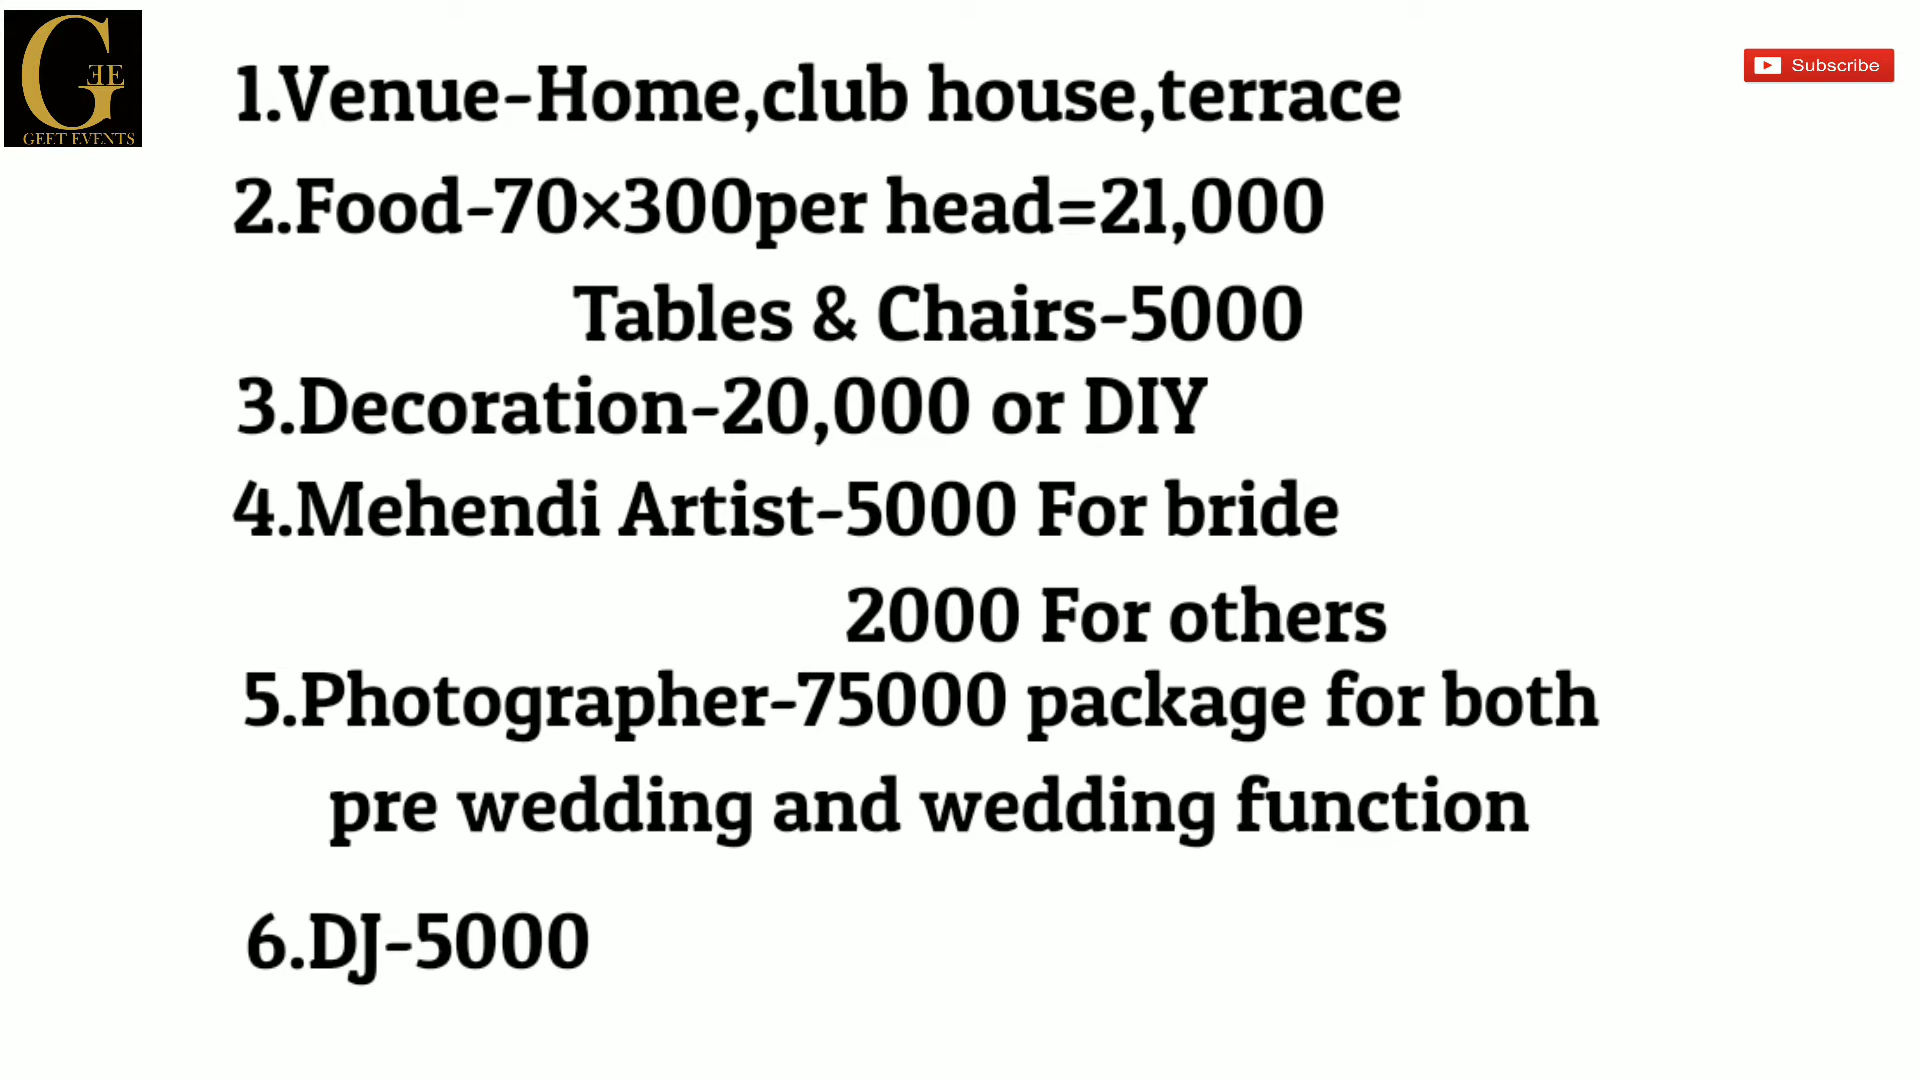 GEE
GEET EVENTS
Subscribe
1.Venue-Home,club house,terrace
2.Food-70×300per head=21,000
Tables & Chairs-5000
3.Decoration-20,000 or DIY
4.Mehendi Artist-5000 For bride
2000 For others
5.Photographer-75000 package for both
pre wedding and wedding function
6.DJ-5000